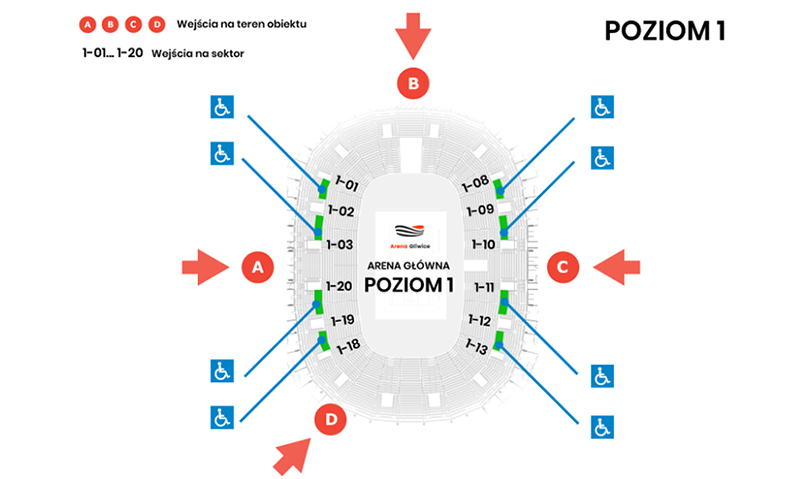 A B C D Wejścia na teren obiektu
1-01... 1-20 Wejścia na sektor
POZIOM 1
B
1-01
1-08
1-02
1-09
1-03
1-10
Arena Gliwice
A
ARENA GŁÓWNA
C
POZIOM 1
1-20
1-11
1-19
1-12
1-18
1-13
D